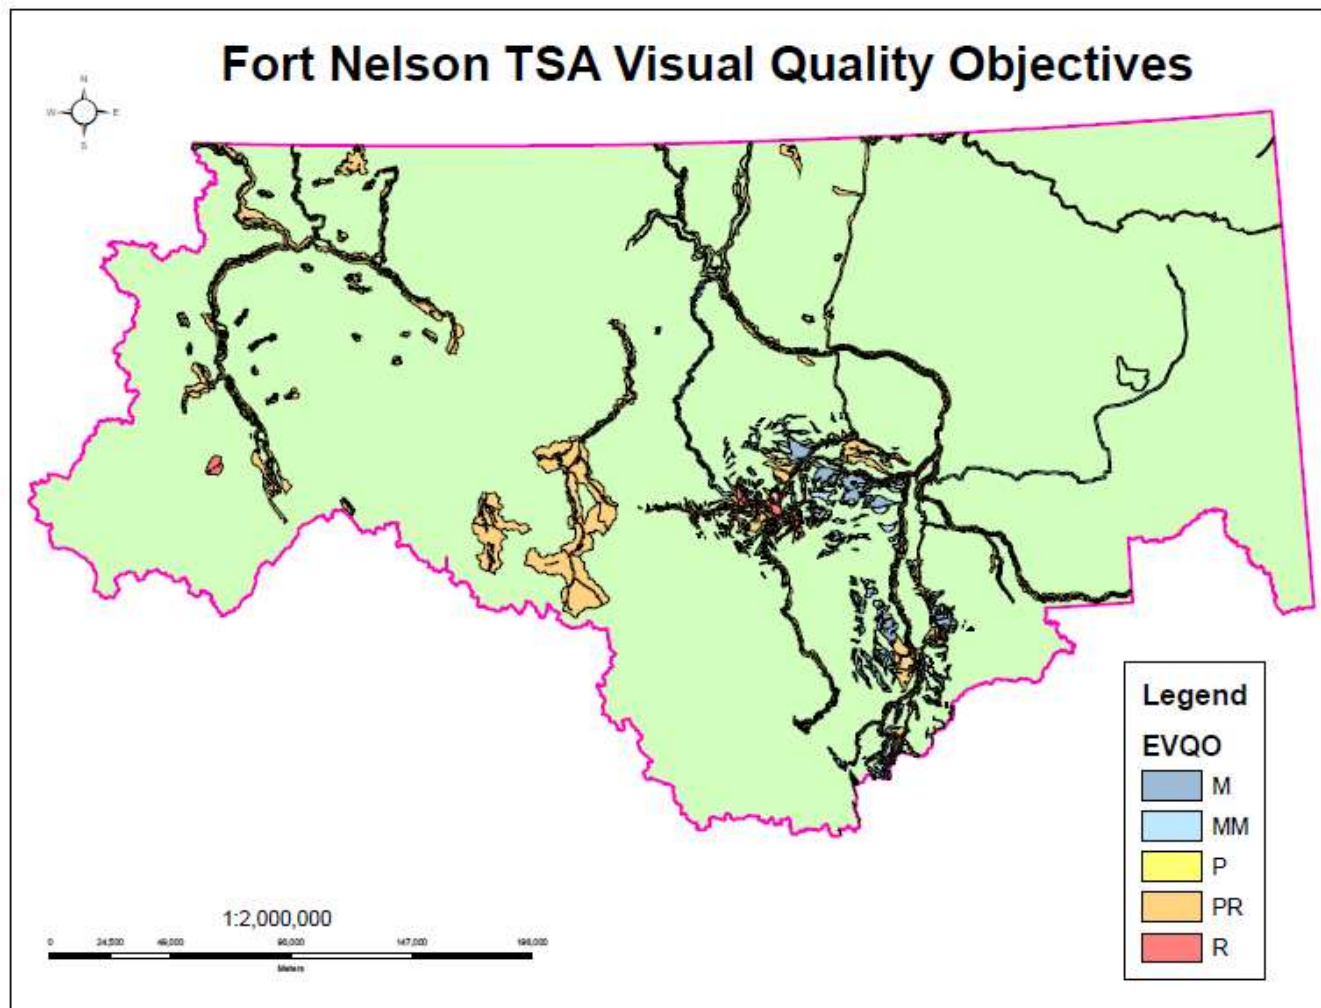 Fort Nelson TSA Visual Quality Objectives
N
W E
S
Legend
EVQO
M
MM
P
PR
R
1:2,000,000
0 24,500 49,000 98,000 147,000 196,000
Meters